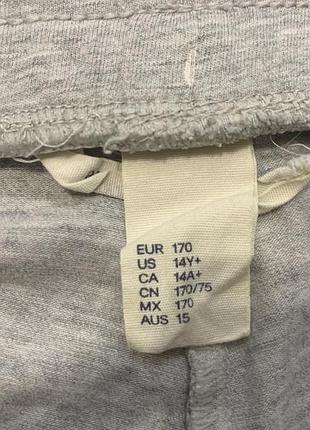 EUR 170
US 14Y+
CA 14A+
CN 170/75
MX 170
AUS 15